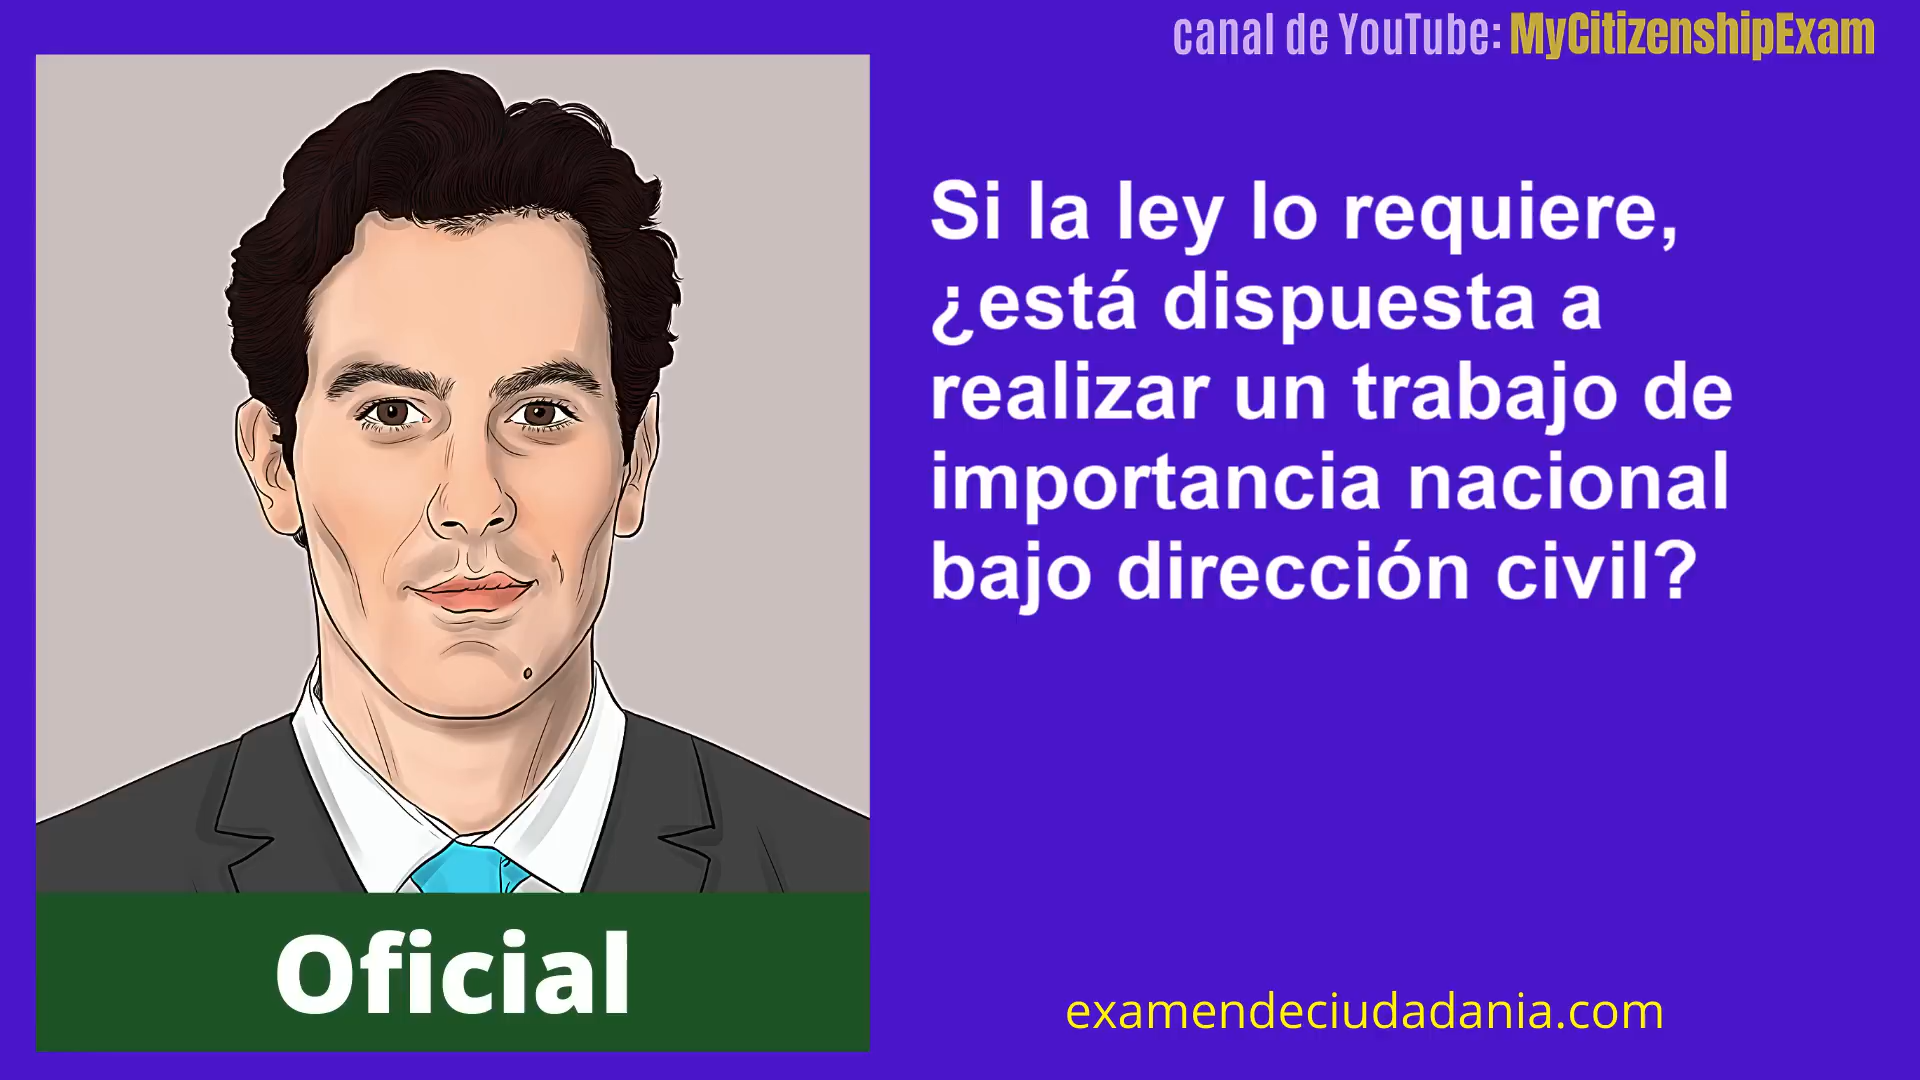 canal de YouTube: MyCitizenshipExam
Si la ley lo requiere,
¿está dispuesta a
realizar un trabajo de
importancia nacional
bajo dirección civil?
Oficial
examendeciudadania.com